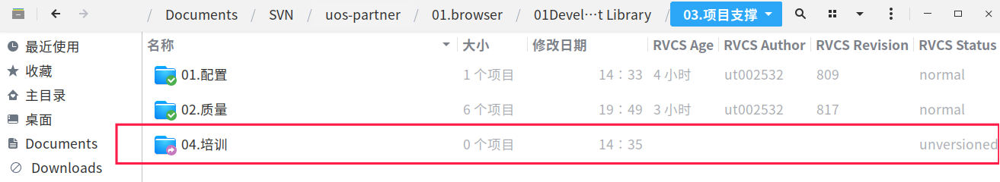 / Documents / SVN / uos-partner / 01.browser / 01Devel…t Library / 03.项目支撑
名称 大小 修改日期 RVCS Age RVCS Author RVCS Revision RVCS Status
最近使用
收藏
主目录
桌面
Documents
Downloads
01.配置 1 个项目 14：33 4 小时 ut002532 809 normal
02.质量 6 个项目 19：49 3 小时 ut002532 817 normal
04.培训 0 个项目 14：35 unversioned